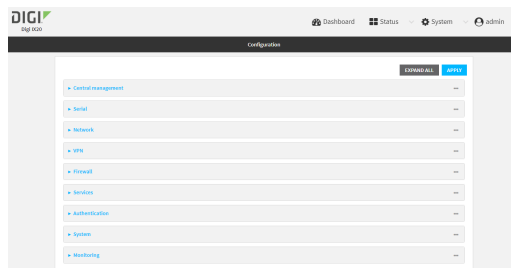 DIGI
Digi IX20
Dashboard
Status
System
admin
Configuration
EXPAND ALL
APPLY
Central management
Serial
Network
VPN
Firewall
Services
Authentication
System
Monitoring